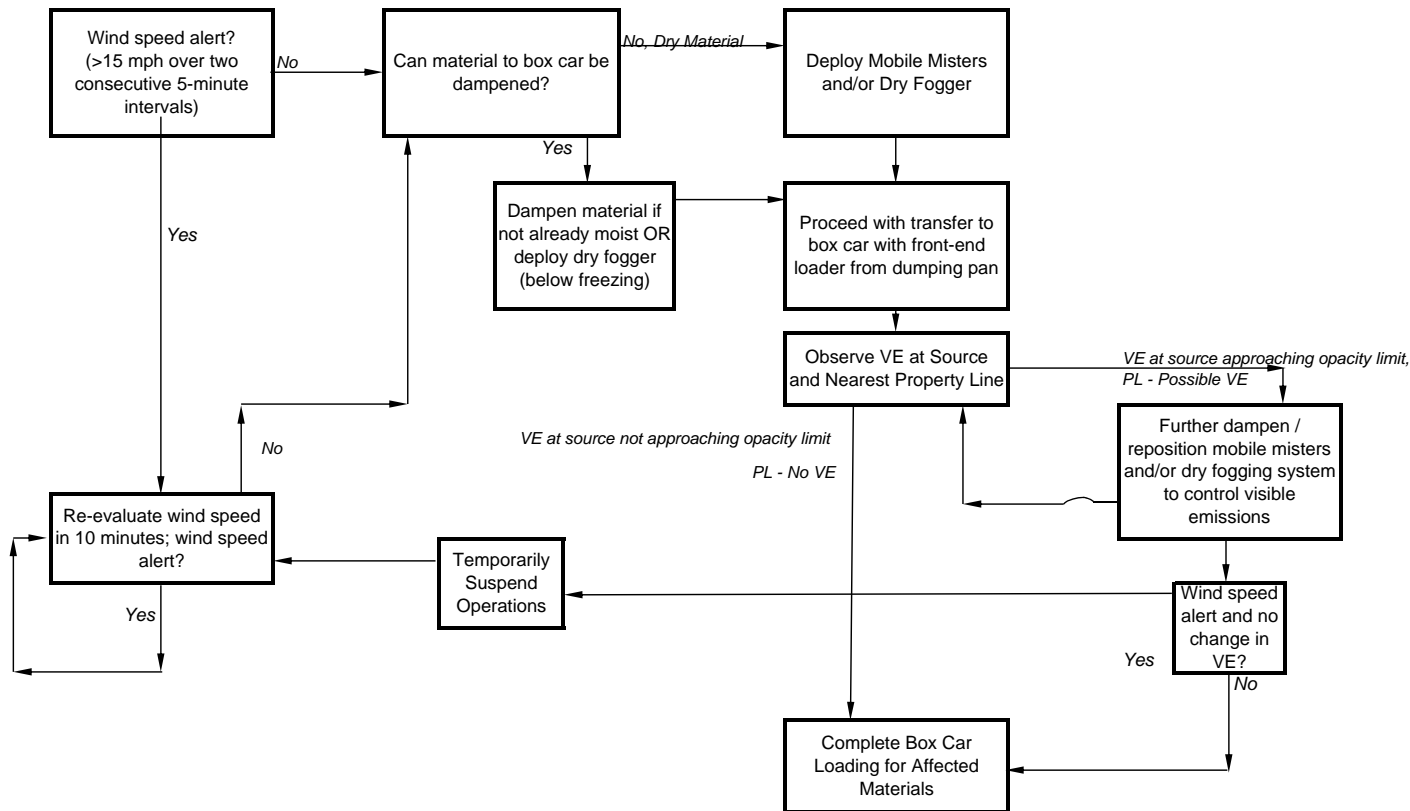 Wind speed alert?
(>15 mph over two
consecutive 5-minute
intervals)
No
Can material to box car be
dampened?
No, Dry Material
Deploy Mobile Misters
and/or Dry Fogger
Yes
Yes
Dampen material if
not already moist OR
deploy dry fogger
(below freezing)
Proceed with transfer to
box car with front-end
loader from dumping pan
Observe VE at Source
and Nearest Property Line
VE at source approaching opacity limit,
PL - Possible VE
VE at source not approaching opacity limit
PL - No VE
Further dampen /
reposition mobile misters
and/or dry fogging system
to control visible
emissions
No
Re-evaluate wind speed
in 10 minutes; wind speed
alert?
Yes
Temporarily
Suspend
Operations
Wind speed
alert and no
change in
VE?
Yes
No
Complete Box Car
Loading for Affected
Materials